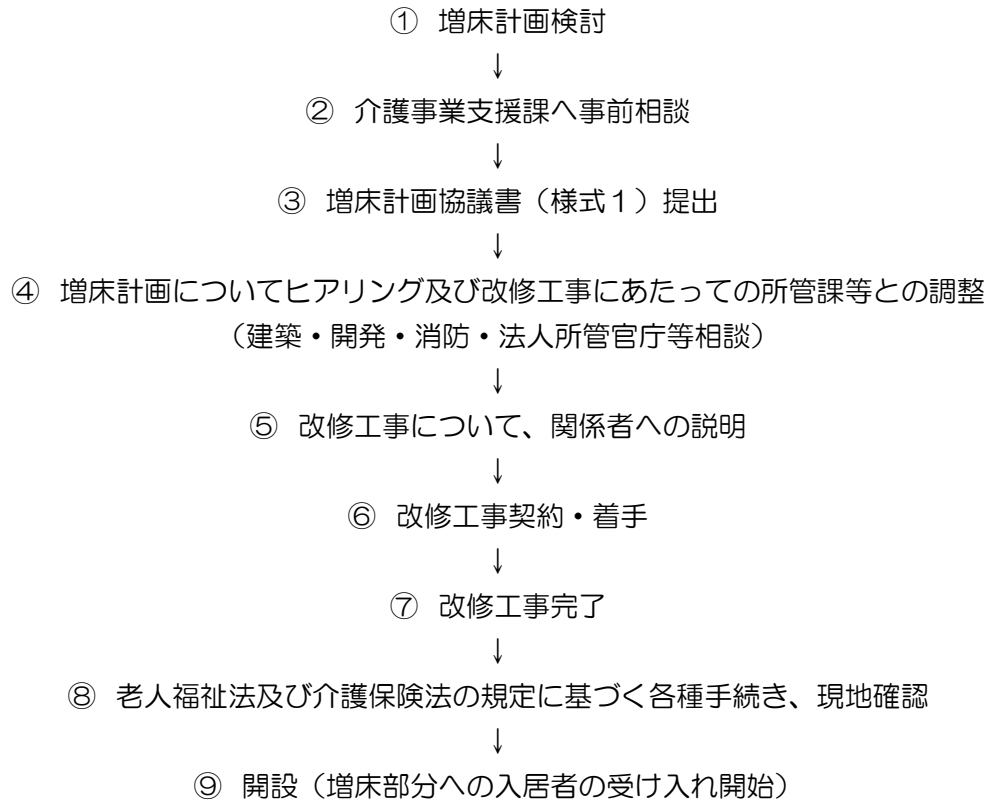 ① 増床計画検討
↓
② 介護事業支援課へ事前相談
↓
③ 増床計画協議書（様式１）提出
↓
④ 増床計画についてヒアリング及び改修工事にあたっての所管課等との調整
（建築・開発・消防・法人所管官庁等相談）
↓
⑤ 改修工事について、関係者への説明
↓
⑥ 改修工事契約・着手
↓
⑦ 改修工事完了
↓
⑧ 老人福祉法及び介護保険法の規定に基づく各種手続き、現地確認
↓
⑨ 開設（増床部分への入居者の受け入れ開始）